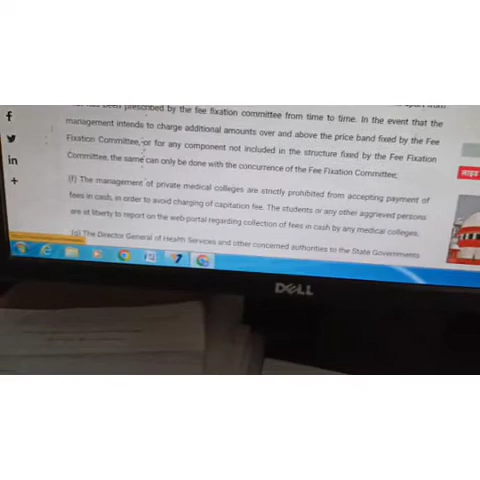 been prescribed by the fee fixation committee from time to time. In the event that the
management intends to charge additional amounts over and above the price band fixed by the Fee
Fixation Committee, or for any component not included in the structure fixed by the Fee Fixation
Committee, the same can only be done with the concurrence of the Fee Fixation Committee;
(f) The management of private medical colleges are strictly prohibited from accepting payment of
fees in cash, in order to avoid charging of capitation fee. The students or any other aggrieved persons
are at liberty to report on the web-portal regarding collection of fees in cash by any medical colleges,
(g) The Director General of Health Services and other concerned authorities to the State Governments
लाइव
DELL